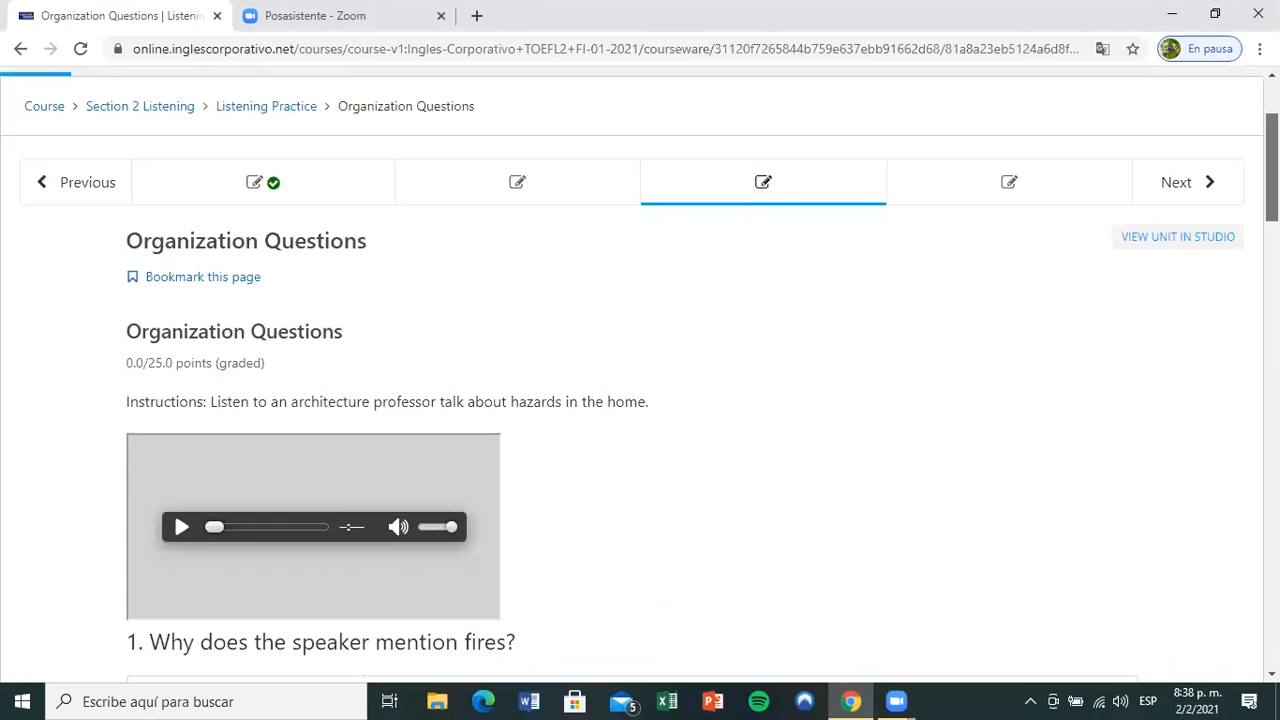 Organization Questions | Listenin
Posasistente - Zoom
online.inglescorporativo.net/courses/course-v1:Ingles-Corporativo+TOEFL2+FI-01-2021/courseware/31120f7265844b759e637ebb91662d68/81a8a23eb5124a6d8f...
En pausa
Course > Section 2 Listening > Listening Practice > Organization Questions
Previous
Next
Organization Questions
VIEW UNIT IN STUDIO
Bookmark this page
Organization Questions
0.0/25.0 points (graded)
Instructions: Listen to an architecture professor talk about hazards in the home.
-:--
1. Why does the speaker mention fires?
Escribe aquí para buscar
5
ESP
8:38 p. m.
2/2/2021